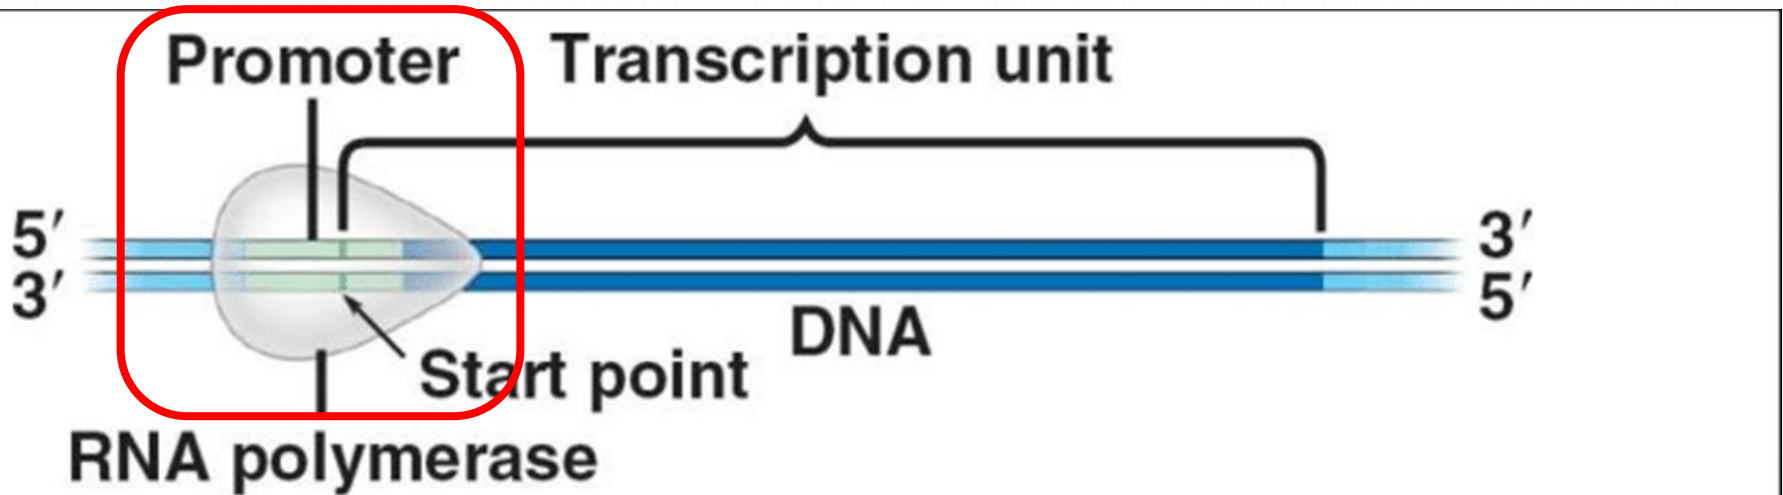 Promoter
Transcription unit
5′
3′
3′
5′
DNA
Start point
RNA polymerase